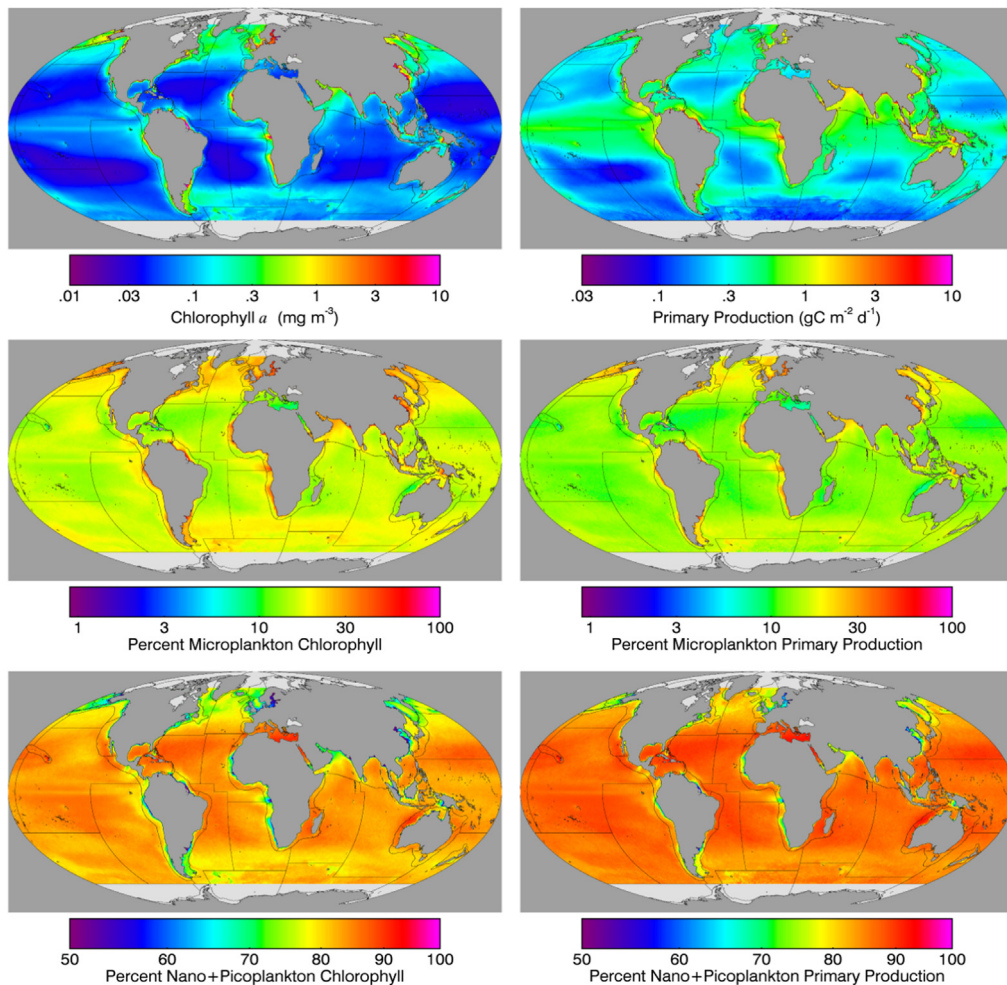 .01 .03 .1 .3 1 3 10
Chlorophyll a (mg m⁻³)
.03 .1 .3 1 3 10
Primary Production (gC m⁻² d⁻¹)
1 3 10 30 100
Percent Microplankton Chlorophyll
1 3 10 30 100
Percent Microplankton Primary Production
50 60 70 80 90 100
Percent Nano+Picoplankton Chlorophyll
50 60 70 80 90 100
Percent Nano+Picoplankton Primary Production